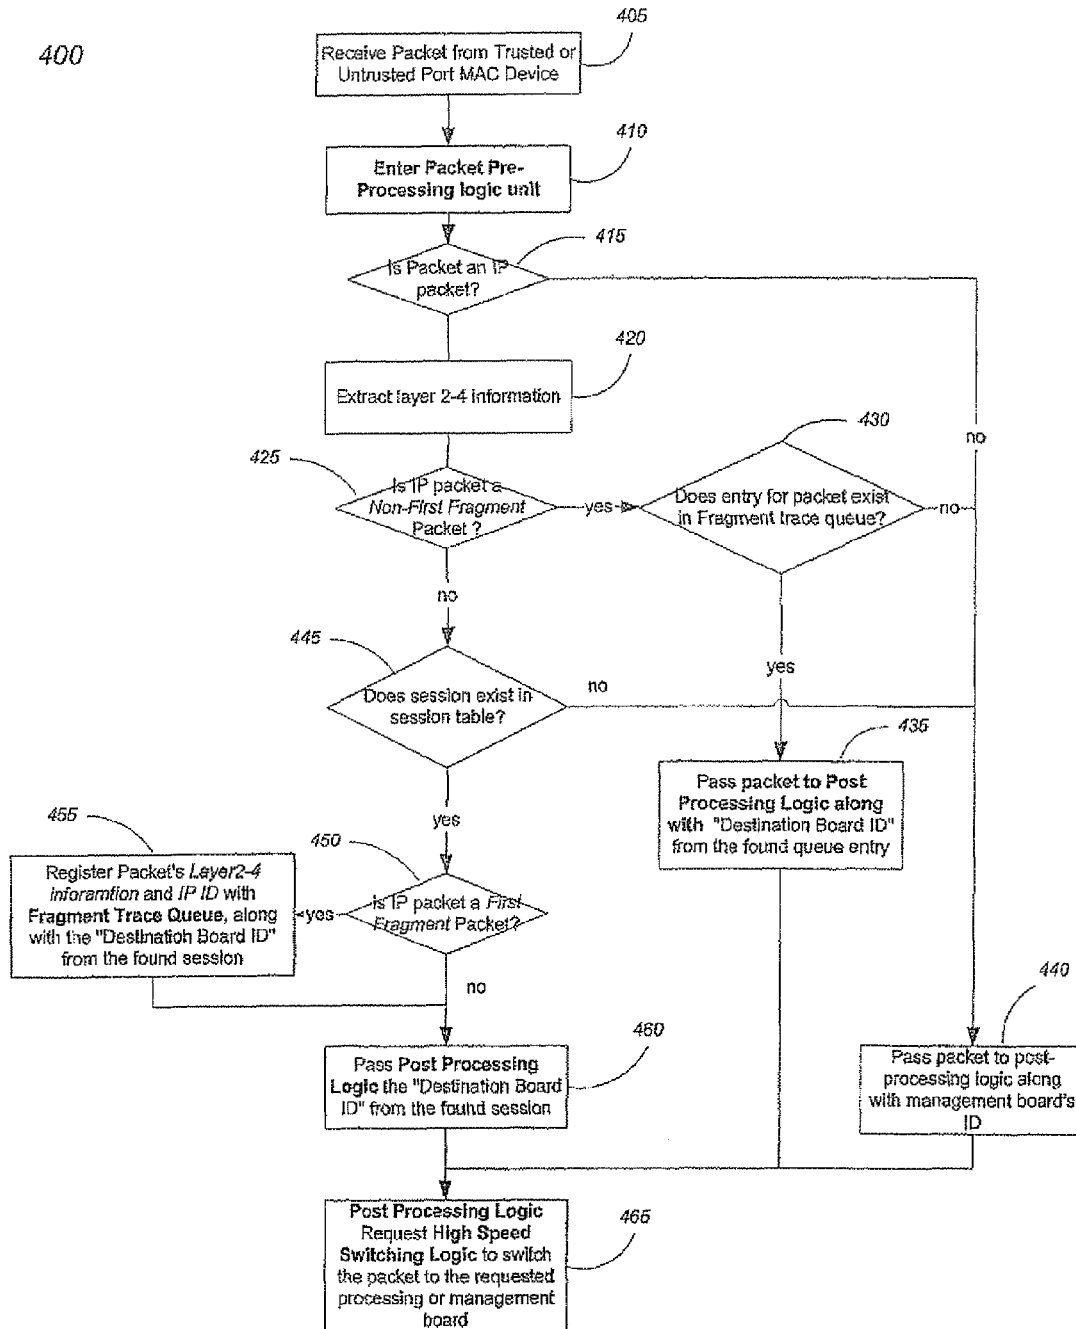 400
405
Receive Packet from Trusted or
Untrusted Port MAC Device
410
Enter Packet Pre-
Processing logic unit
415
Is Packet an IP
packet?
420
Extract layer 2-4 information
no
425
Is IP packet a
Non-First Fragment
Packet ?
yes
430
Does entry for packet exist
in Fragment trace queue?
no
no
445
Does session exist in
session table?
no
yes
435
Pass packet to Post
Processing Logic along
with "Destination Board ID"
from the found queue entry
yes
455
Register Packet's Layer2-4
inforamtion and IP ID with
Fragment Trace Queue, along
with the "Destination Board ID"
from the found session
yes
450
Is IP packet a First
Fragment Packet?
no
440
Pass packet to post-
processing logic along
with management board's
ID
460
Pass Post Processing
Logic the "Destination Board
ID" from the found session
465
Post Processing Logic
Request High Speed
Switching Logic to switch
the packet to the requested
processing or management
board